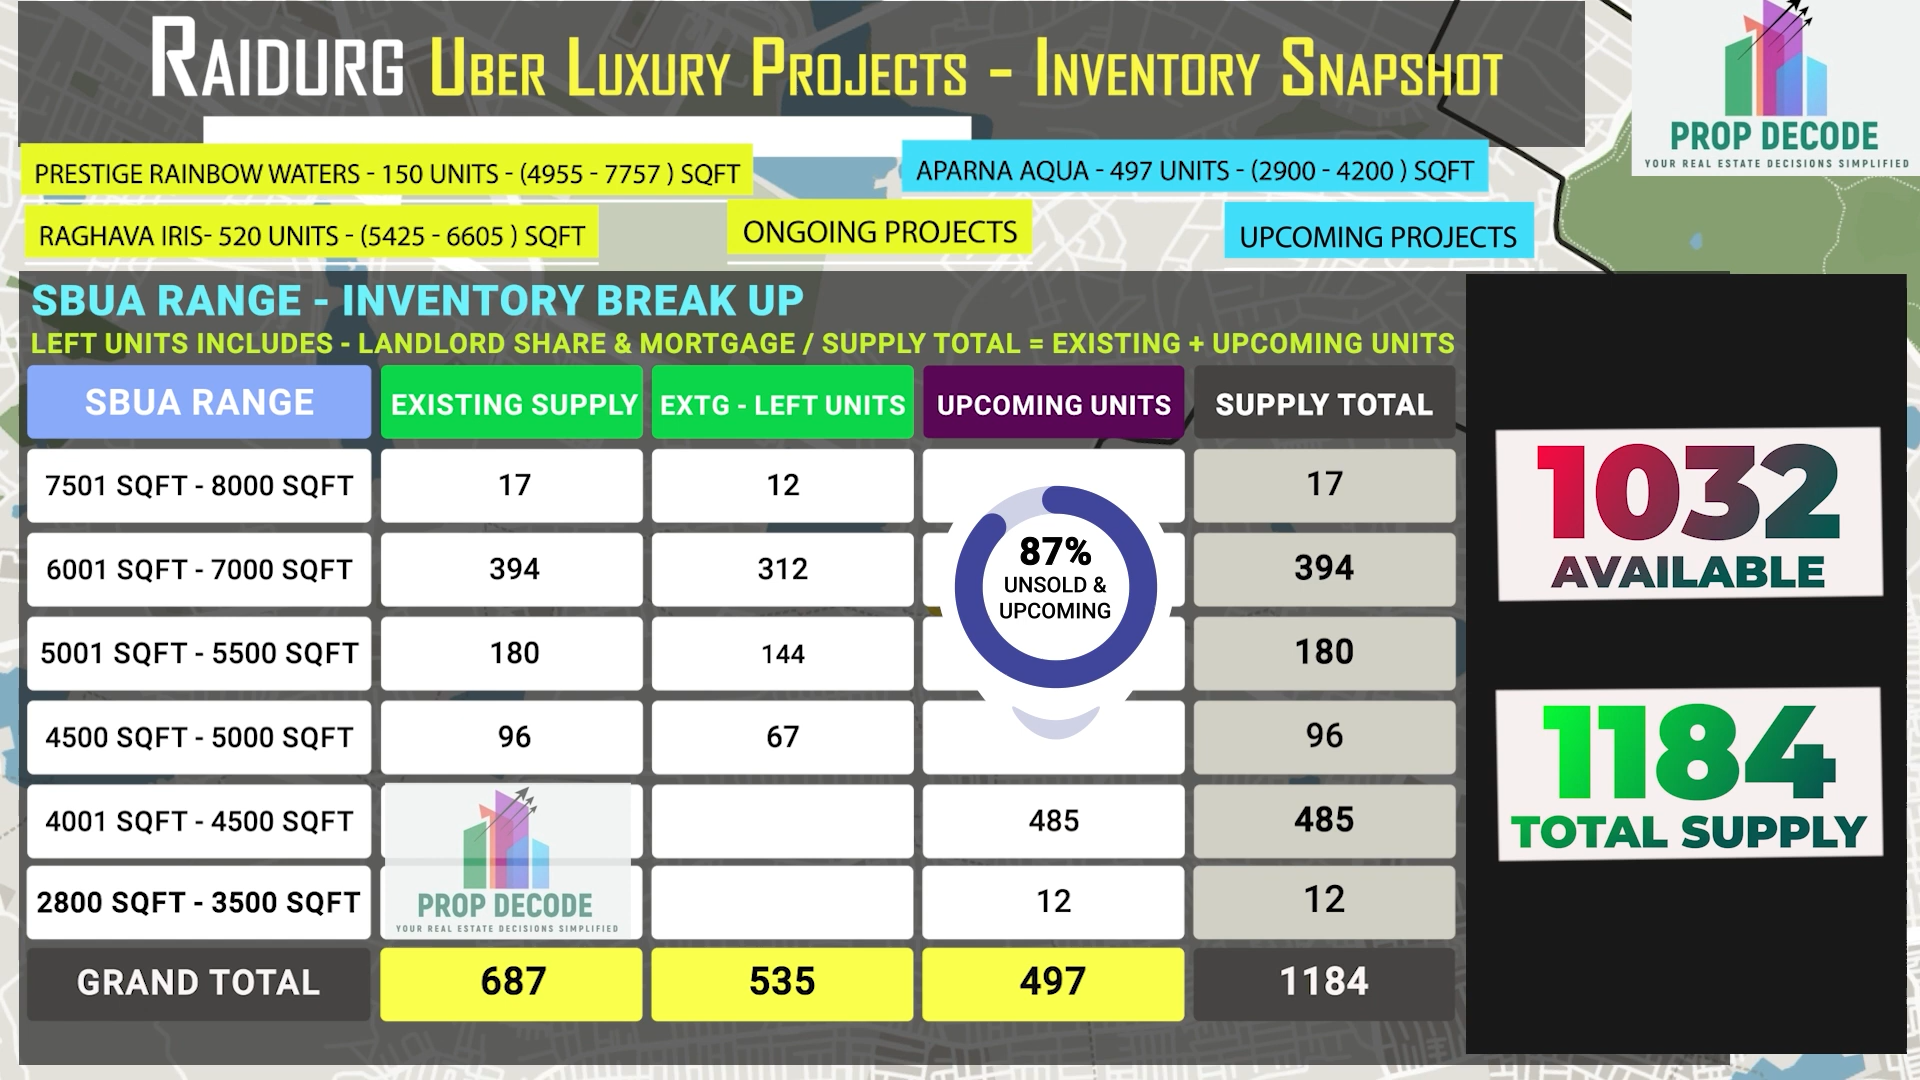 RAIDURG UBER LUXURY PROJECTS - INVENTORY SNAPSHOT
PROP DECODE
YOUR REAL ESTATE DECISIONS SIMPLIFIED
PRESTIGE RAINBOW WATERS - 150 UNITS - (4955 - 7757 ) SQFT
APARNA AQUA - 497 UNITS - (2900 - 4200 ) SQFT
RAGHAVA IRIS- 520 UNITS - (5425 - 6605 ) SQFT
ONGOING PROJECTS
UPCOMING PROJECTS
SBUA RANGE - INVENTORY BREAK UP
LEFT UNITS INCLUDES - LANDLORD SHARE & MORTGAGE / SUPPLY TOTAL = EXISTING + UPCOMING UNITS
SBUA RANGE EXISTING SUPPLY EXTG - LEFT UNITS UPCOMING UNITS SUPPLY TOTAL
7501 SQFT - 8000 SQFT 17 12 17
6001 SQFT - 7000 SQFT 394 312 394
5001 SQFT - 5500 SQFT 180 144 180
4500 SQFT - 5000 SQFT 96 67 96
4001 SQFT - 4500 SQFT 485 485
2800 SQFT - 3500 SQFT 12 12
GRAND TOTAL 687 535 497 1184
87%
UNSOLD &
UPCOMING
PROP DECODE
YOUR REAL ESTATE DECISIONS SIMPLIFIED
1032
AVAILABLE
1184
TOTAL SUPPLY